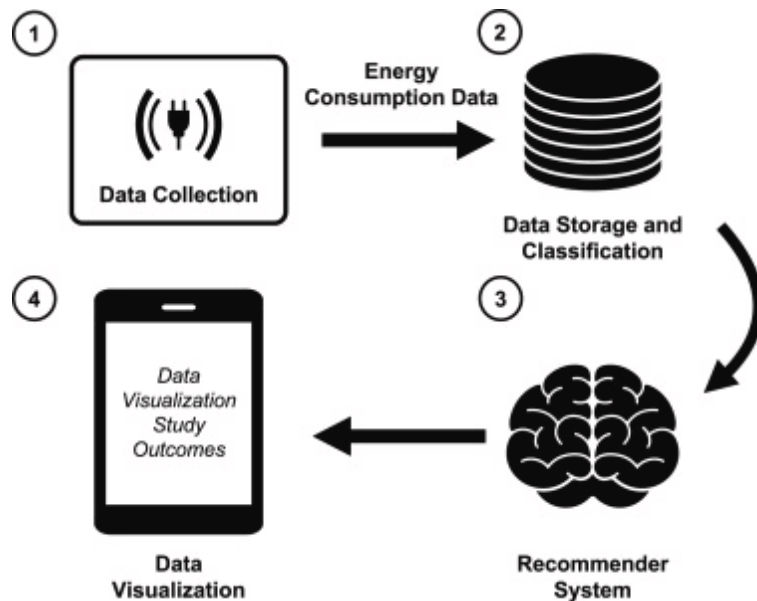 1
Data Collection
Energy
Consumption Data
2
Data Storage and
Classification
3
Recommender
System
4
Data
Visualization
Study
Outcomes
Data
Visualization